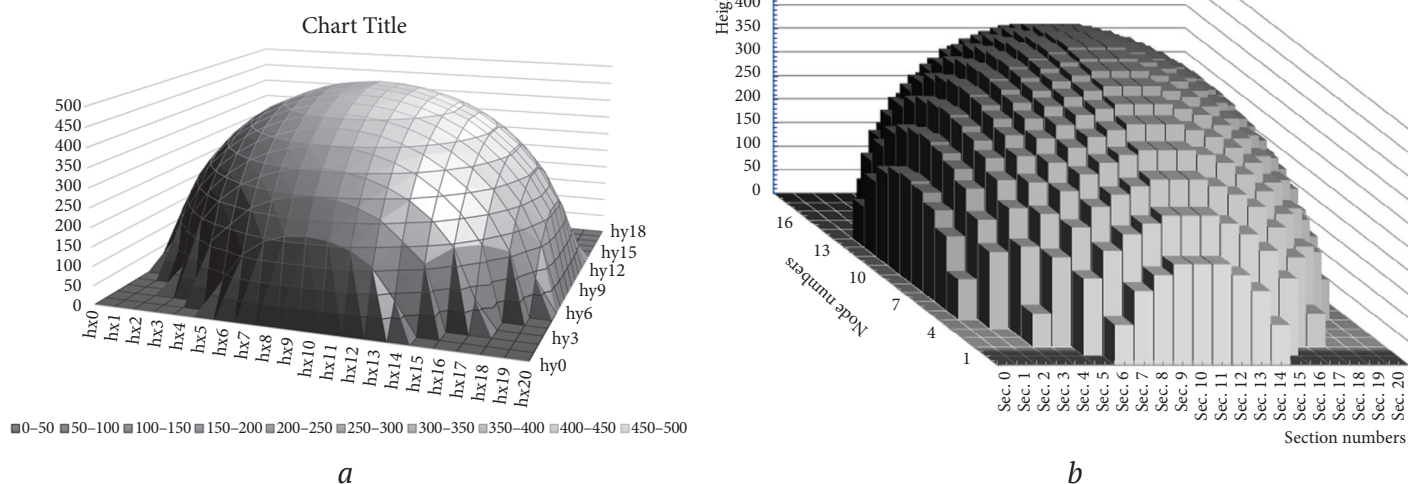 Chart Title
500
450
400
350
300
250
200
150
100
50
0
hx0
hx1
hx2
hx3
hx4
hx5
hx6
hx7
hx8
hx9
hx10
hx11
hx12
hx13
hx14
hx15
hx16
hx17
hx18
hx19
hx20
hy18
hy15
hy12
hy9
hy6
hy3
hy0
0–50 50–100 100–150 150–200 200–250 250–300 300–350 350–400 400–450 450–500
a
400
350
300
250
200
150
100
50
0
16
13
10
7
4
1
Node numbers
Sec. 0
Sec. 1
Sec. 2
Sec. 3
Sec. 4
Sec. 5
Sec. 6
Sec. 7
Sec. 8
Sec. 9
Sec. 10
Sec. 11
Sec. 12
Sec. 13
Sec. 14
Sec. 15
Sec. 16
Sec. 17
Sec. 18
Sec. 19
Sec. 20
Section numbers
b